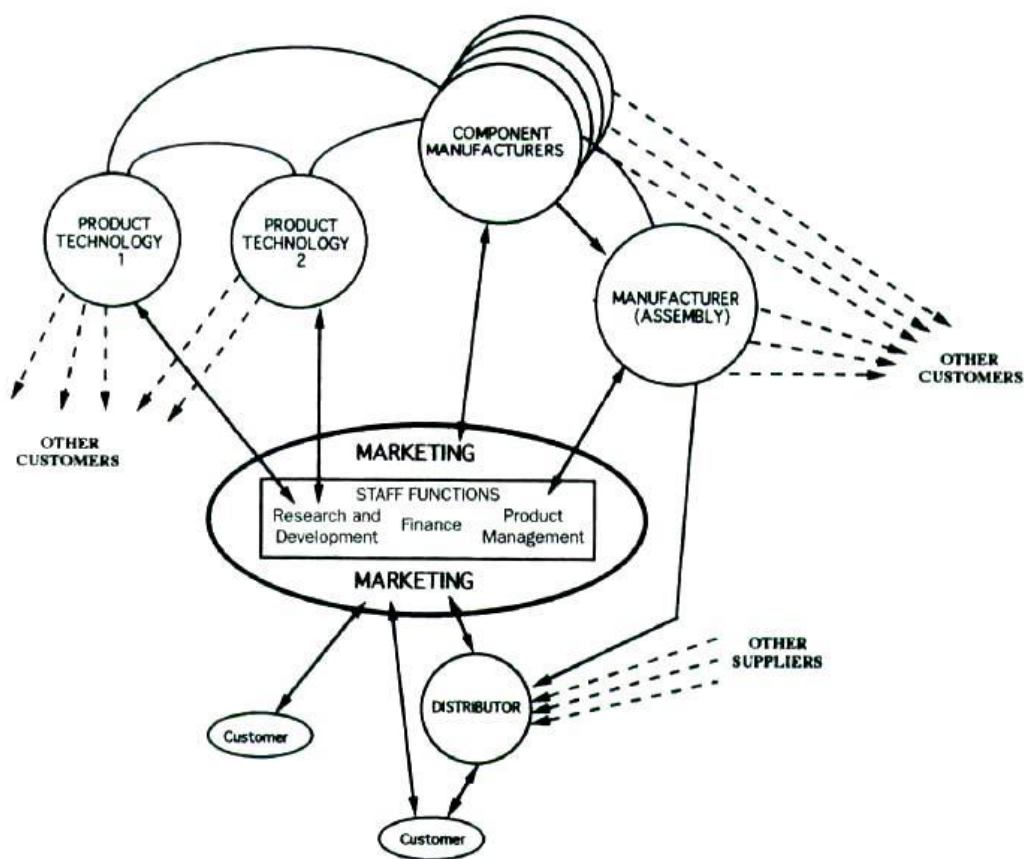 COMPONENT
MANUFACTURERS
PRODUCT
TECHNOLOGY
1
PRODUCT
TECHNOLOGY
2
MANUFACTURER
(ASSEMBLY)
OTHER
CUSTOMERS
OTHER
CUSTOMERS
MARKETING
STAFF FUNCTIONS
Research and
Development
Finance
Product
Management
MARKETING
OTHER
SUPPLIERS
DISTRIBUTOR
Customer
Customer